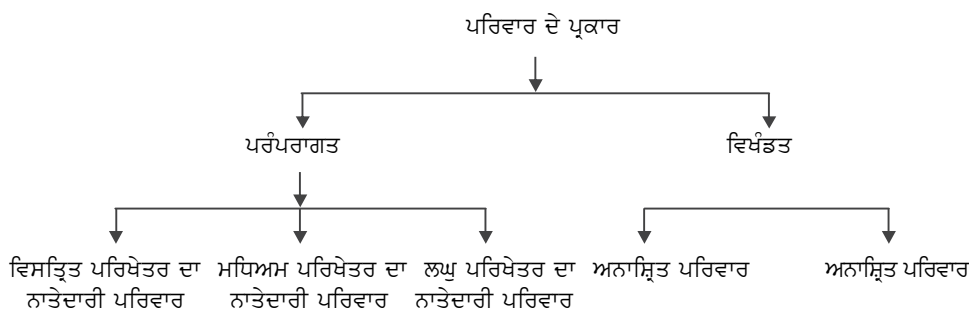 ਪਰਿਵਾਰ ਦੇ ਪ੍ਰਕਾਰ
ਪਰੰਪਰਾਗਤ
ਵਿਖੰਡਤ
ਵਿਸਤ੍ਰਿਤ ਪਰਿਖੇਤਰ ਦਾ
ਨਾਤੇਦਾਰੀ ਪਰਿਵਾਰ
ਮਧਿਅਮ ਪਰਿਖੇਤਰ ਦਾ
ਨਾਤੇਦਾਰੀ ਪਰਿਵਾਰ
ਲਘੁ ਪਰਿਖੇਤਰ ਦਾ
ਨਾਤੇਦਾਰੀ ਪਰਿਵਾਰ
ਅਨਾਸ਼੍ਰਿਤ ਪਰਿਵਾਰ
ਅਨਾਸ਼੍ਰਿਤ ਪਰਿਵਾਰ